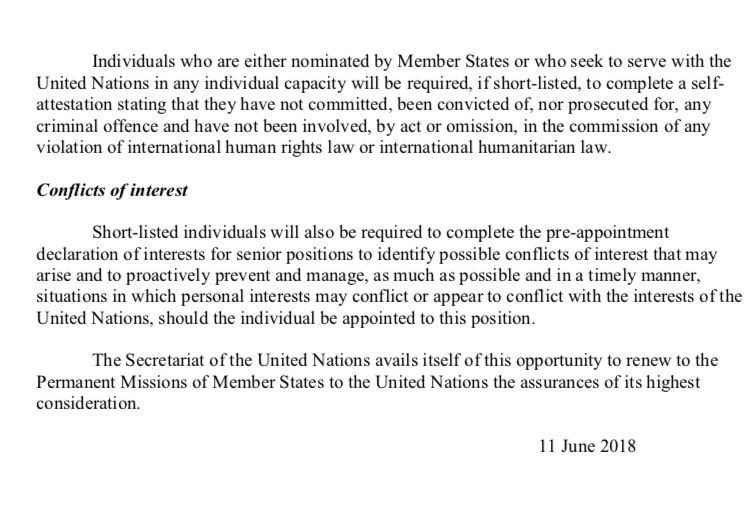 Individuals who are either nominated by Member States or who seek to serve with the
United Nations in any individual capacity will be required, if short-listed, to complete a self-
attestation stating that they have not committed, been convicted of, nor prosecuted for, any
criminal offence and have not been involved, by act or omission, in the commission of any
violation of international human rights law or international humanitarian law.
Conflicts of interest
Short-listed individuals will also be required to complete the pre-appointment
declaration of interests for senior positions to identify possible conflicts of interest that may
arise and to proactively prevent and manage, as much as possible and in a timely manner,
situations in which personal interests may conflict or appear to conflict with the interests of the
United Nations, should the individual be appointed to this position.
The Secretariat of the United Nations avails itself of this opportunity to renew to the
Permanent Missions of Member States to the United Nations the assurances of its highest
consideration.
11 June 2018